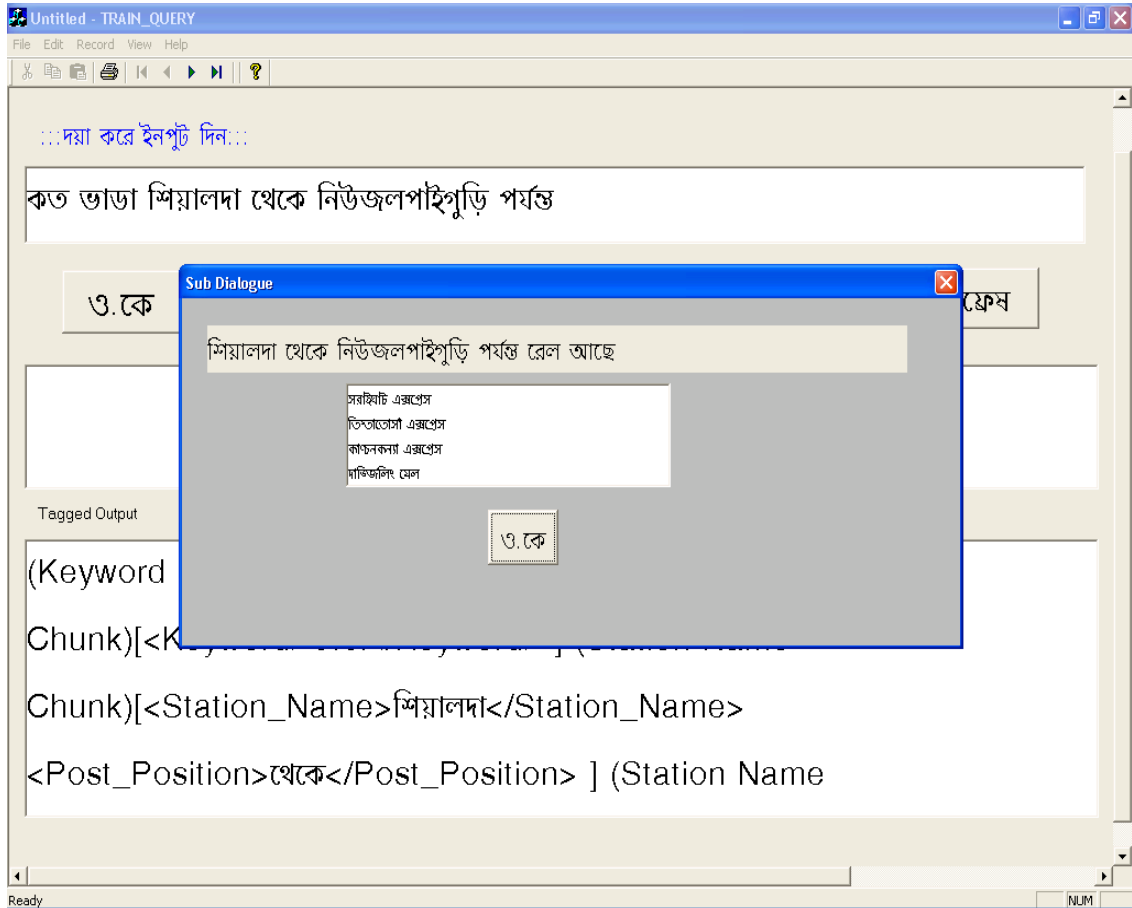 Untitled - TRAIN_QUERY
File Edit Record View Help
:::দয়া করে ইনপুট দিন:::
কত ভাডা শিয়ালদা থেকে নিউজলপাইগুড়ি পর্যন্ত
ও.কে
ফ্রেষ
Sub Dialogue
শিয়ালদা থেকে নিউজলপাইগুড়ি পর্যন্ত রেল আছে
সরাইঘাট এক্সপ্রেস
তিস্তাতোর্সা এক্সপ্রেস
কাঞ্চনকন্যা এক্সপ্রেস
দার্জিলিং মেল
ও.কে
Tagged Output
(Keyword
Chunk)[<K
Chunk)[<Station_Name>শিয়ালদা</Station_Name>
<Post_Position>থেকে</Post_Position> ] (Station Name
Ready
NUM